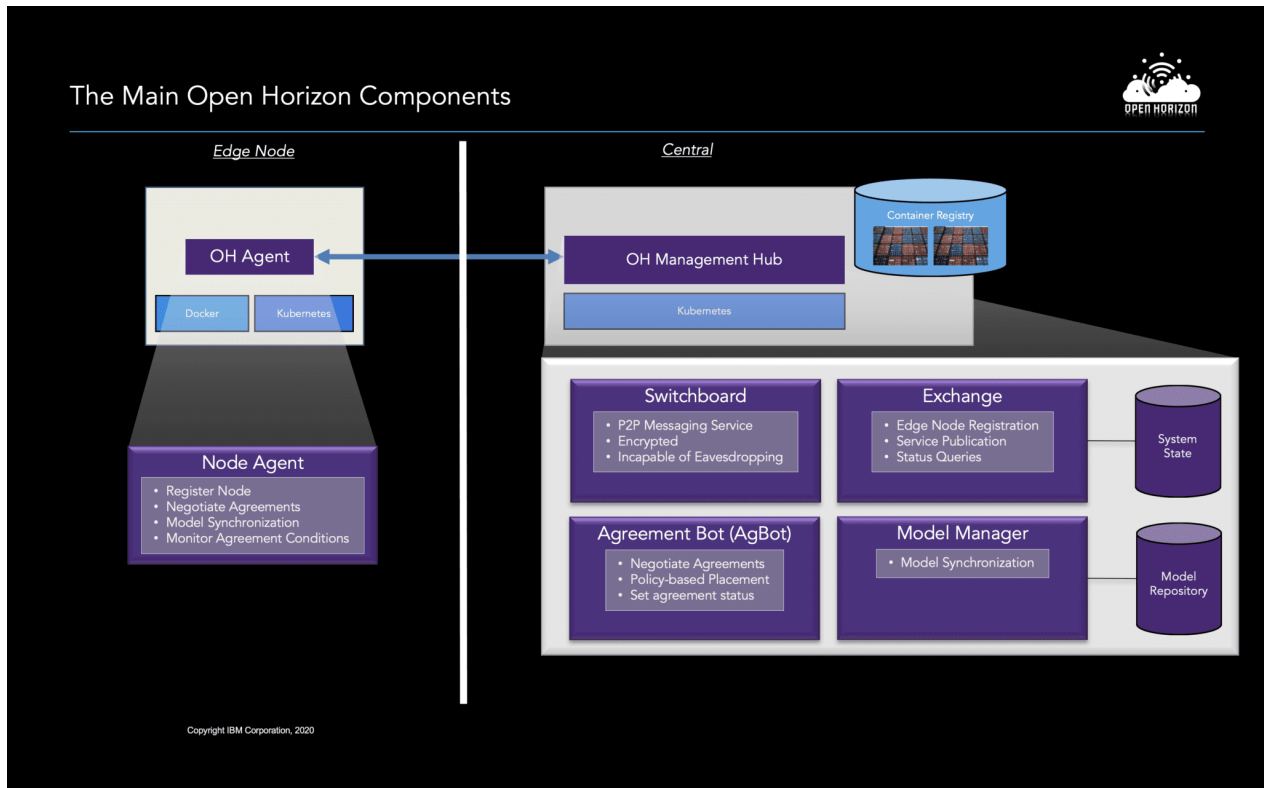 The Main Open Horizon Components
OPEN HORIZON
Edge Node
Central
OH Agent
Docker
Kubernetes
Node Agent
• Register Node
• Negotiate Agreements
• Model Synchronization
• Monitor Agreement Conditions
Container Registry
OH Management Hub
Kubernetes
Switchboard
• P2P Messaging Service
• Encrypted
• Incapable of Eavesdropping
Exchange
• Edge Node Registration
• Service Publication
• Status Queries
System
State
Agreement Bot (AgBot)
• Negotiate Agreements
• Policy-based Placement
• Set agreement status
Model Manager
• Model Synchronization
Model
Repository
Copyright IBM Corporation, 2020